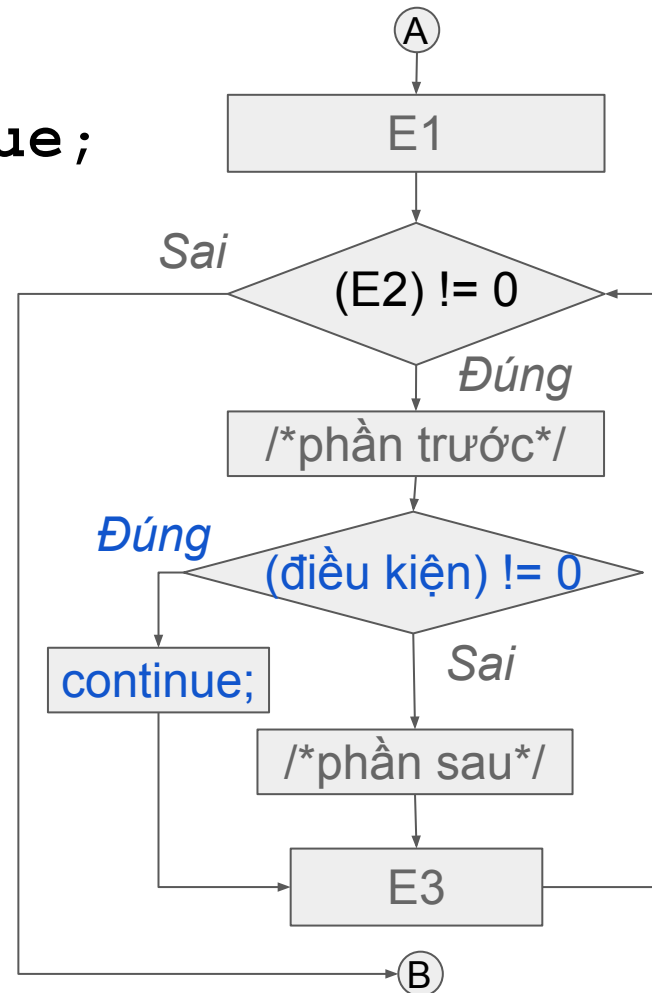 A
ue;
E1
Sai
(E2) != 0
Đúng
/*phần trước*/
Đúng
(điều kiện) != 0
continue;
Sai
/*phần sau*/
E3
B